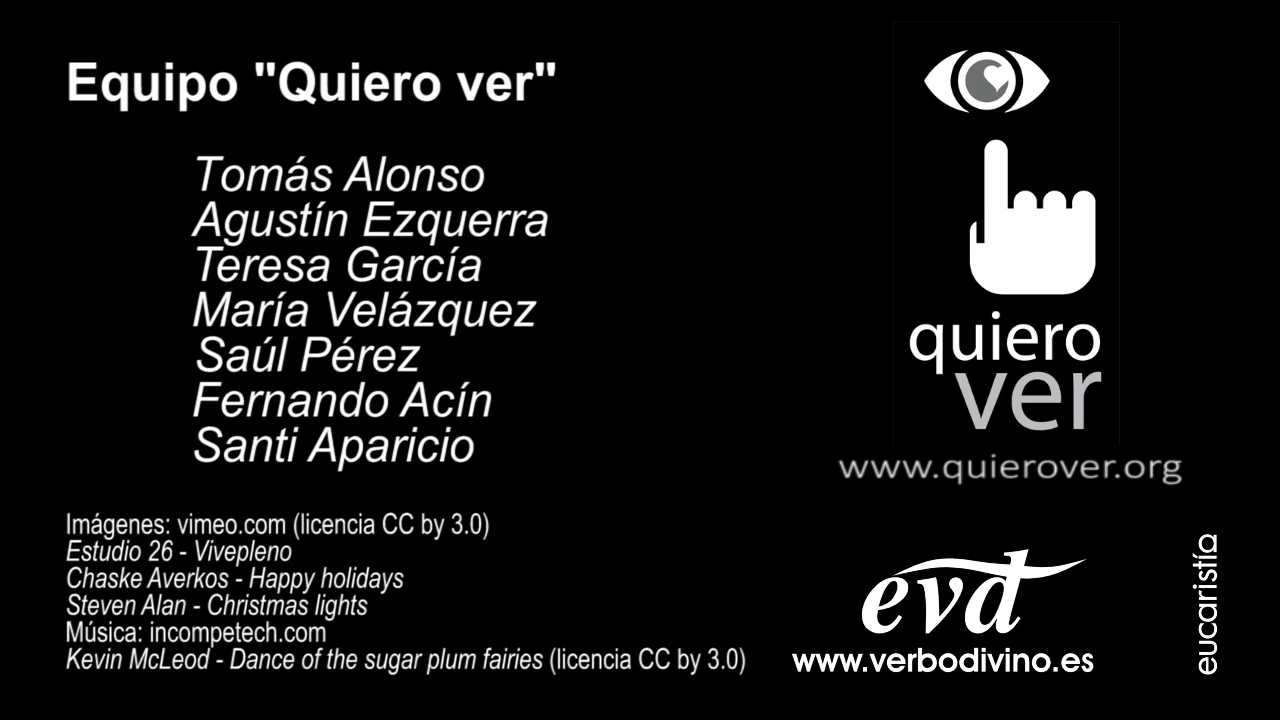 Equipo "Quiero ver"
Tomás Alonso
Agustín Ezquerra
Teresa García
María Velázquez
Saúl Pérez
Fernando Acín
Santi Aparicio
Imágenes: vimeo.com (licencia CC by 3.0)
Estudio 26 - Vivepleno
Chaske Averkos - Happy holidays
Steven Alan - Christmas lights
Música: incompetech.com
Kevin McLeod - Dance of the sugar plum fairies (licencia CC by 3.0)
quiero
ver
www.quierover.org
evd
www.verbodivino.es
eucaristía